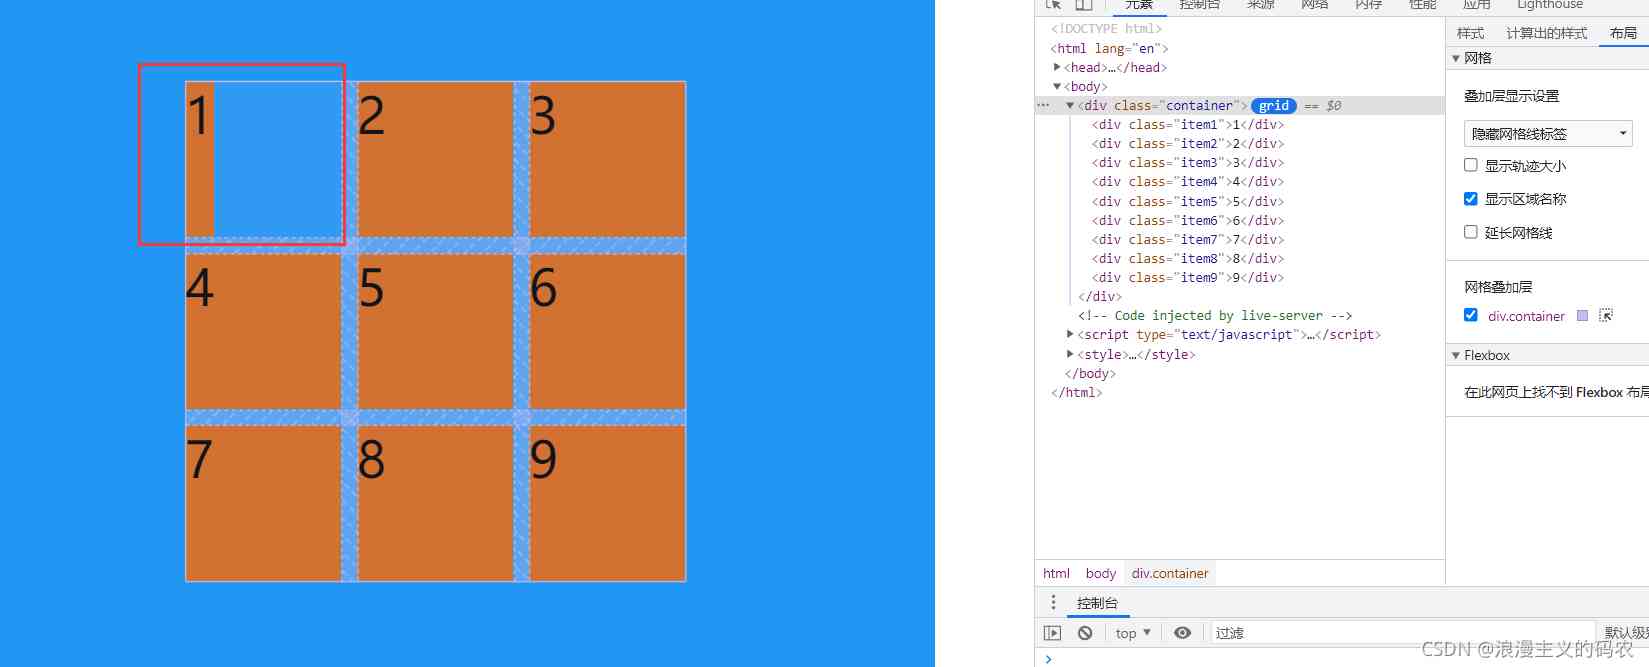 1 2 3
4 5 6
7 8 9
元素 控制台 来源 网络 内存 性能 应用 Lighthouse
<!DOCTYPE html>
<html lang="en">
<head>…</head>
<body>
<div class="container"> grid == $0
<div class="item1">1</div>
<div class="item2">2</div>
<div class="item3">3</div>
<div class="item4">4</div>
<div class="item5">5</div>
<div class="item6">6</div>
<div class="item7">7</div>
<div class="item8">8</div>
<div class="item9">9</div>
</div>
<!-- Code injected by live-server -->
<script type="text/javascript">…</script>
<style>…</style>
</body>
</html>
html body div.container
样式 计算出的样式 布局
网格
叠加层显示设置
隐藏网格线标签
显示轨迹大小
显示区域名称
延长网格线
网格叠加层
div.container
Flexbox
在此网页上找不到 Flexbox 布局
控制台
top 过滤 默认级别
CSDN @浪漫主义的码农